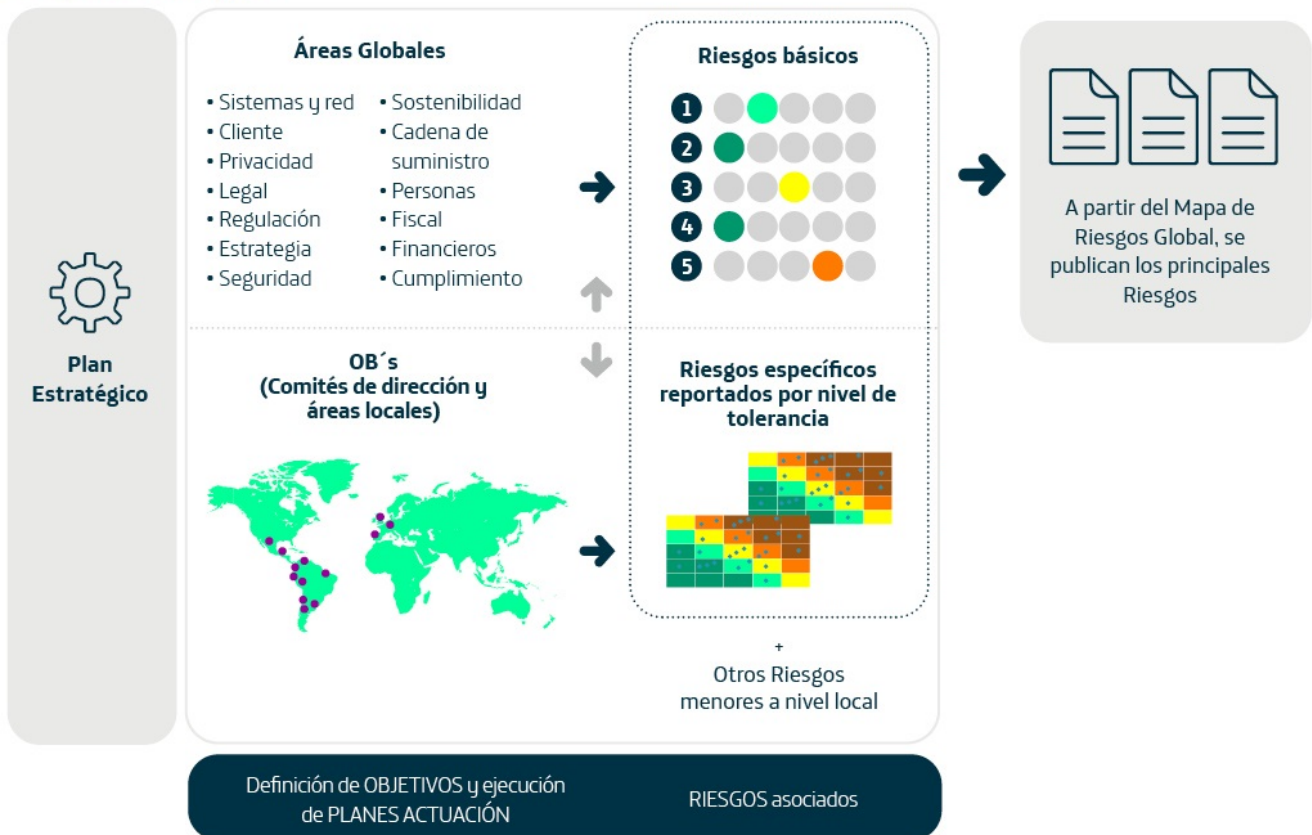 Plan
Estratégico
Áreas Globales
• Sistemas y red
• Cliente
• Privacidad
• Legal
• Regulación
• Estrategia
• Seguridad
• Sostenibilidad
• Cadena de
suministro
• Personas
• Fiscal
• Financieros
• Cumplimiento
Riesgos básicos
1
2
3
4
5
OB´s
(Comités de dirección y
áreas locales)
Riesgos específicos
reportados por nivel de
tolerancia
+
Otros Riesgos
menores a nivel local
A partir del Mapa de
Riesgos Global, se
publican los principales
Riesgos
Definición de OBJETIVOS y ejecución
de PLANES ACTUACIÓN
RIESGOS asociados